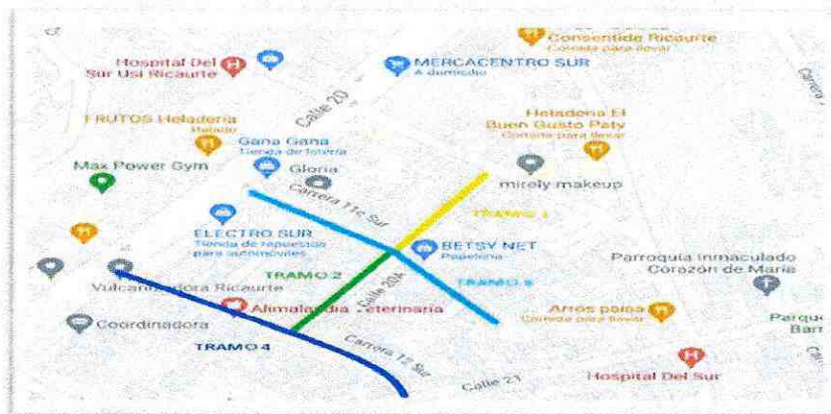 Consentido Ricaurte
Comida para llevar
Hospital Del
Sur Usi Ricaurte
MERCACENTRO SUR
A domicilio
Calle 20
FRUTOS Heladería
Helado
Heladeria El
Buen Gusto Paty
Comida para llevar
Gana Gana
Tienda de lotería
Max Power Gym
Gloria
mirely makeup
Carrera 11c Sur
TRAMO
ELECTRO SUR
Tienda de repuestos
para automóviles
BETSY NET
Papelería
TRAMO 2
Calle 20A
TRAMO
Parroquia Inmaculado
Corazón de María
Vulcanizadora Ricaurte
Alimalandia Veterinaria
Arros paisa
Comida para llevar
Coordinadora
Parque
Barr
TRAMO 4
Carrera 12 Sur
Calle 21
Hospital Del Sur